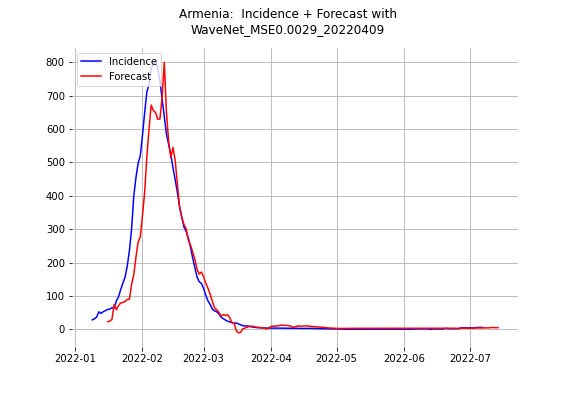 Armenia:  Incidence + Forecast with
WaveNet_MSE0.0029_20220409
Incidence
Forecast
800
700
600
500
400
300
200
100
0
2022-01 2022-02 2022-03 2022-04 2022-05 2022-06 2022-07